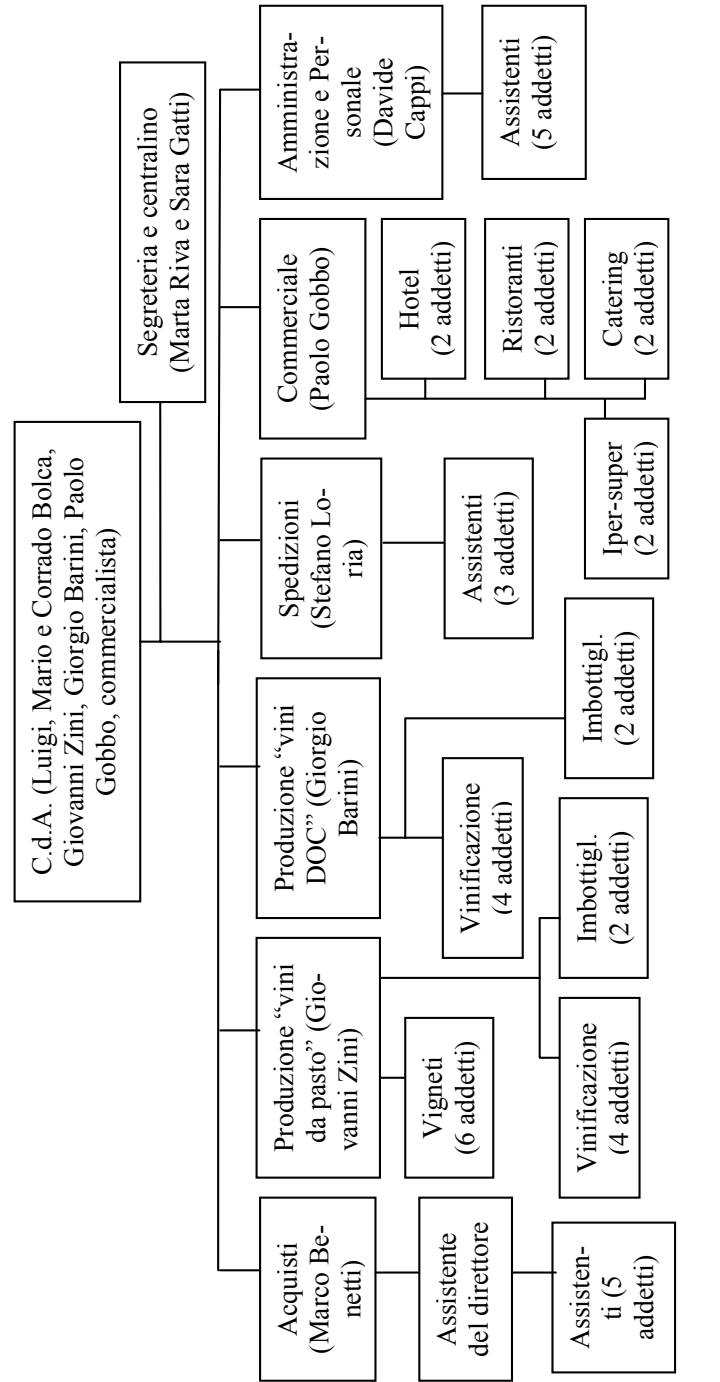 C.d.A. (Luigi, Mario e Corrado Bolca,
Giovanni Zini, Giorgio Barini, Paolo
Gobbo, commercialista)
Segreteria e centralino
(Marta Riva e Sara Gatti)
Acquisti
(Marco Be-
netti)
Assistente
del direttore
Assisten-
ti (5
addetti)
Produzione “vini
da pasto” (Gio-
vanni Zini)
Vigneti
(6 addetti)
Vinificazione
(4 addetti)
Imbottigl.
(2 addetti)
Produzione “vini
DOC” (Giorgio
Barini)
Vinificazione
(4 addetti)
Imbottigl.
(2 addetti)
Spedizioni
(Stefano Lo-
ria)
Assistenti
(3 addetti)
Commerciale
(Paolo Gobbo)
Hotel
(2 addetti)
Ristoranti
(2 addetti)
Catering
(2 addetti)
Iper-super
(2 addetti)
Amministra-
zione e Per-
sonale
(Davide
Cappi)
Assistenti
(5 addetti)